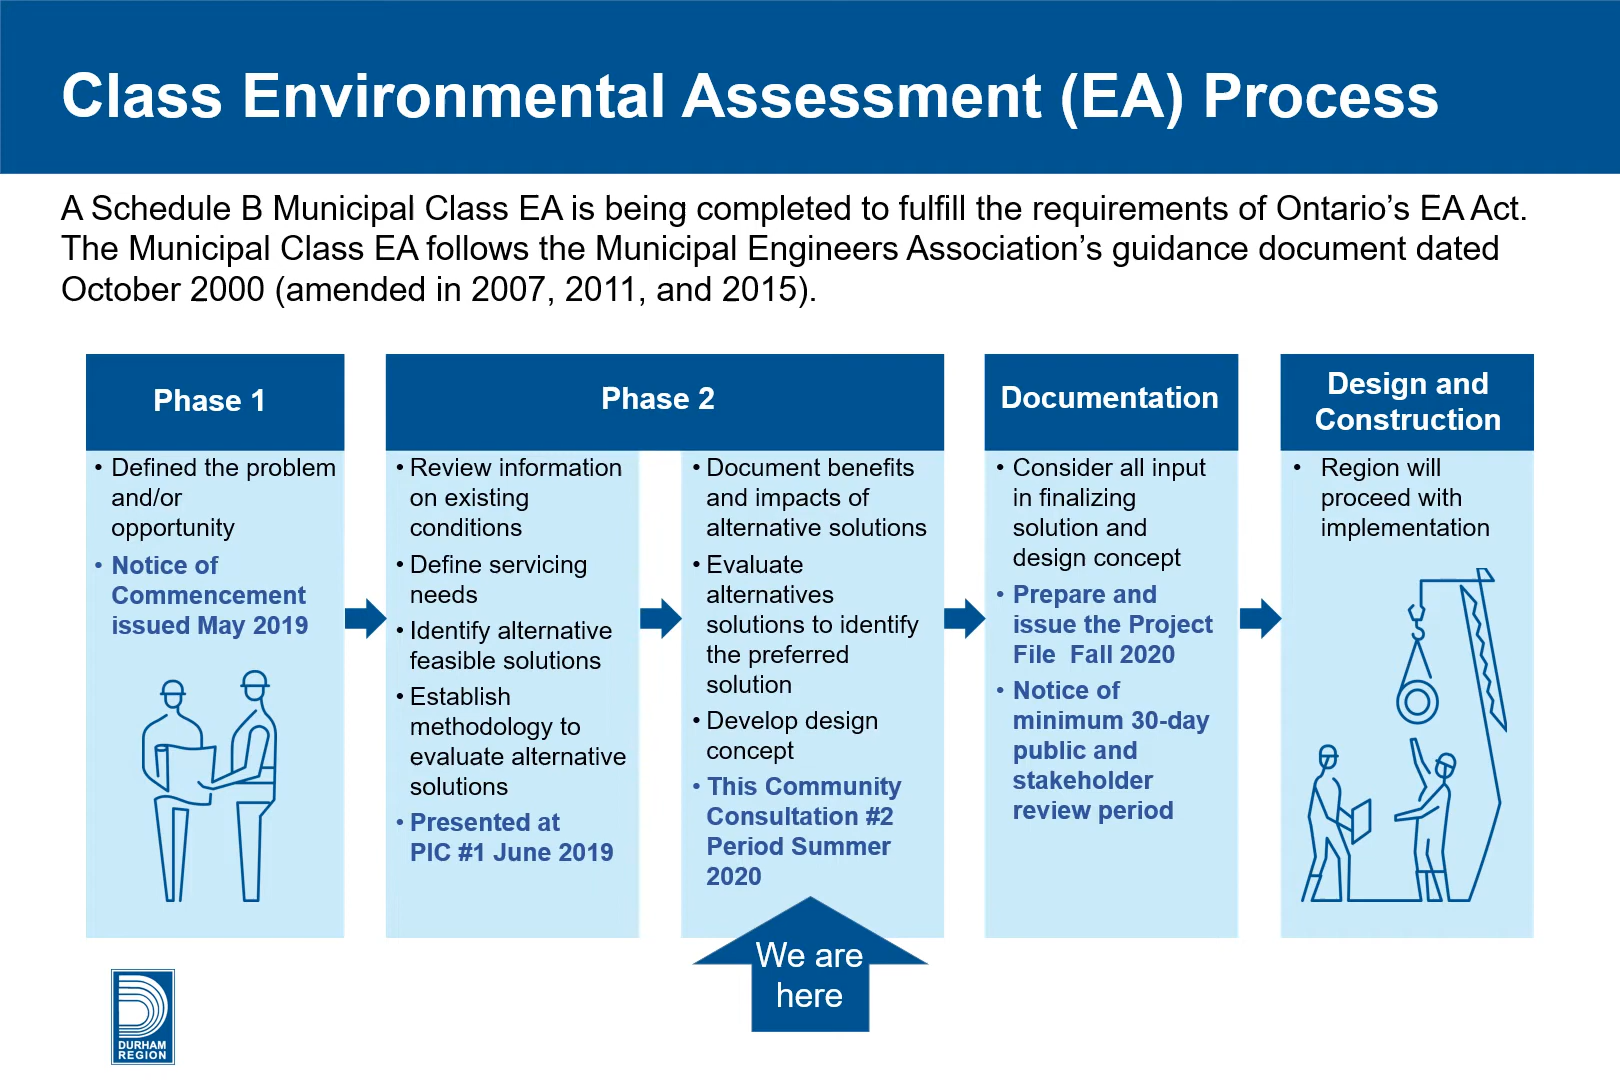 Class Environmental Assessment (EA) Process
A Schedule B Municipal Class EA is being completed to fulfill the requirements of Ontario’s EA Act.
The Municipal Class EA follows the Municipal Engineers Association’s guidance document dated
October 2000 (amended in 2007, 2011, and 2015).
Phase 1
• Defined the problem
and/or
opportunity
• Notice of
Commencement
issued May 2019
Phase 2
• Review information
on existing
conditions
• Define servicing
needs
• Identify alternative
feasible solutions
• Establish
methodology to
evaluate alternative
solutions
• Presented at
PIC #1 June 2019
• Document benefits
and impacts of
alternative solutions
• Evaluate
alternatives
solutions to identify
the preferred
solution
• Develop design
concept
• This Community
Consultation #2
Period Summer
2020
We are
here
Documentation
• Consider all input
in finalizing
solution and
design concept
• Prepare and
issue the Project
File  Fall 2020
• Notice of
minimum 30-day
public and
stakeholder
review period
Design and
Construction
• Region will
proceed with
implementation
DURHAM
REGION